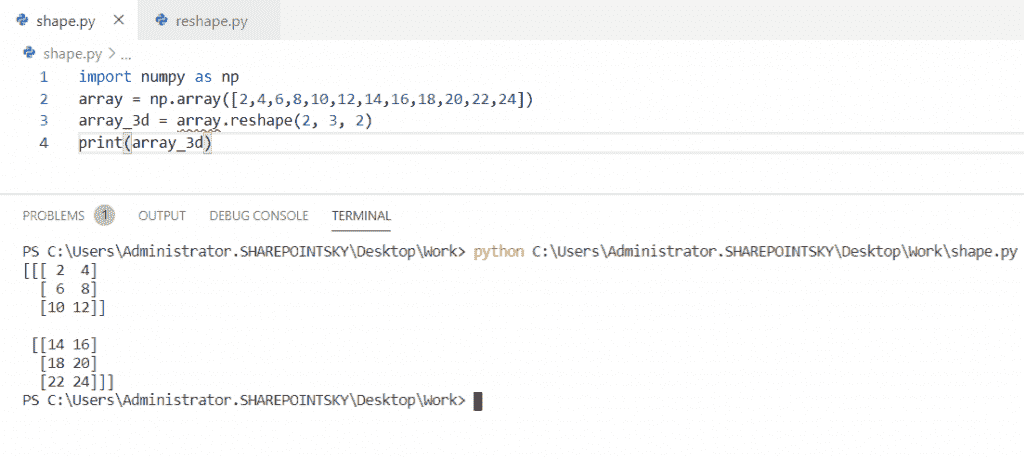 shape.py × reshape.py
shape.py > ...
1 import numpy as np
2 array = np.array([2,4,6,8,10,12,14,16,18,20,22,24])
3 array_3d = array.reshape(2, 3, 2)
4 print(array_3d)
PROBLEMS 1 OUTPUT DEBUG CONSOLE TERMINAL
PS C:\Users\Administrator.SHAREPOINTSKY\Desktop\Work> python C:\Users\Administrator.SHAREPOINTSKY\Desktop\Work\shape.py
[[[ 2  4]
  [ 6  8]
  [10 12]]
 [[14 16]
  [18 20]
  [22 24]]]
PS C:\Users\Administrator.SHAREPOINTSKY\Desktop\Work>